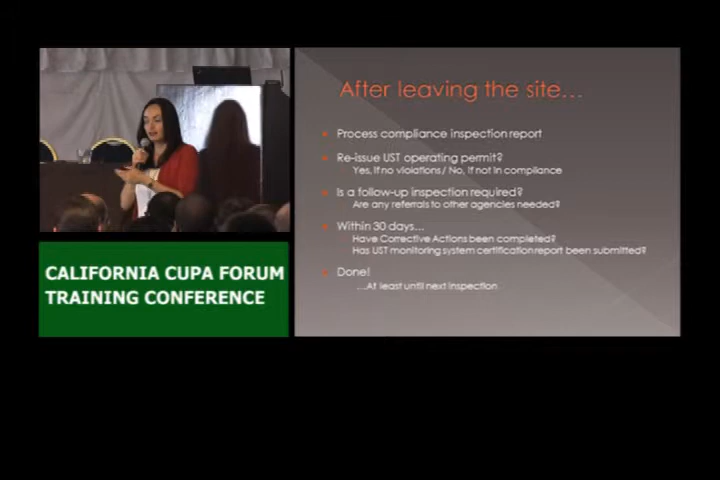 After leaving the site...
Process compliance inspection report
Re-issue UST operating permit?
Yes, if no violations/ No, if not in compliance
Is a follow-up inspection required?
Are any referrals to other agencies needed?
Within 30 days...
Have Corrective Actions been completed?
Has UST monitoring system certification report been submitted?
Done!
...At least until next inspection
CALIFORNIA CUPA FORUM
TRAINING CONFERENCE